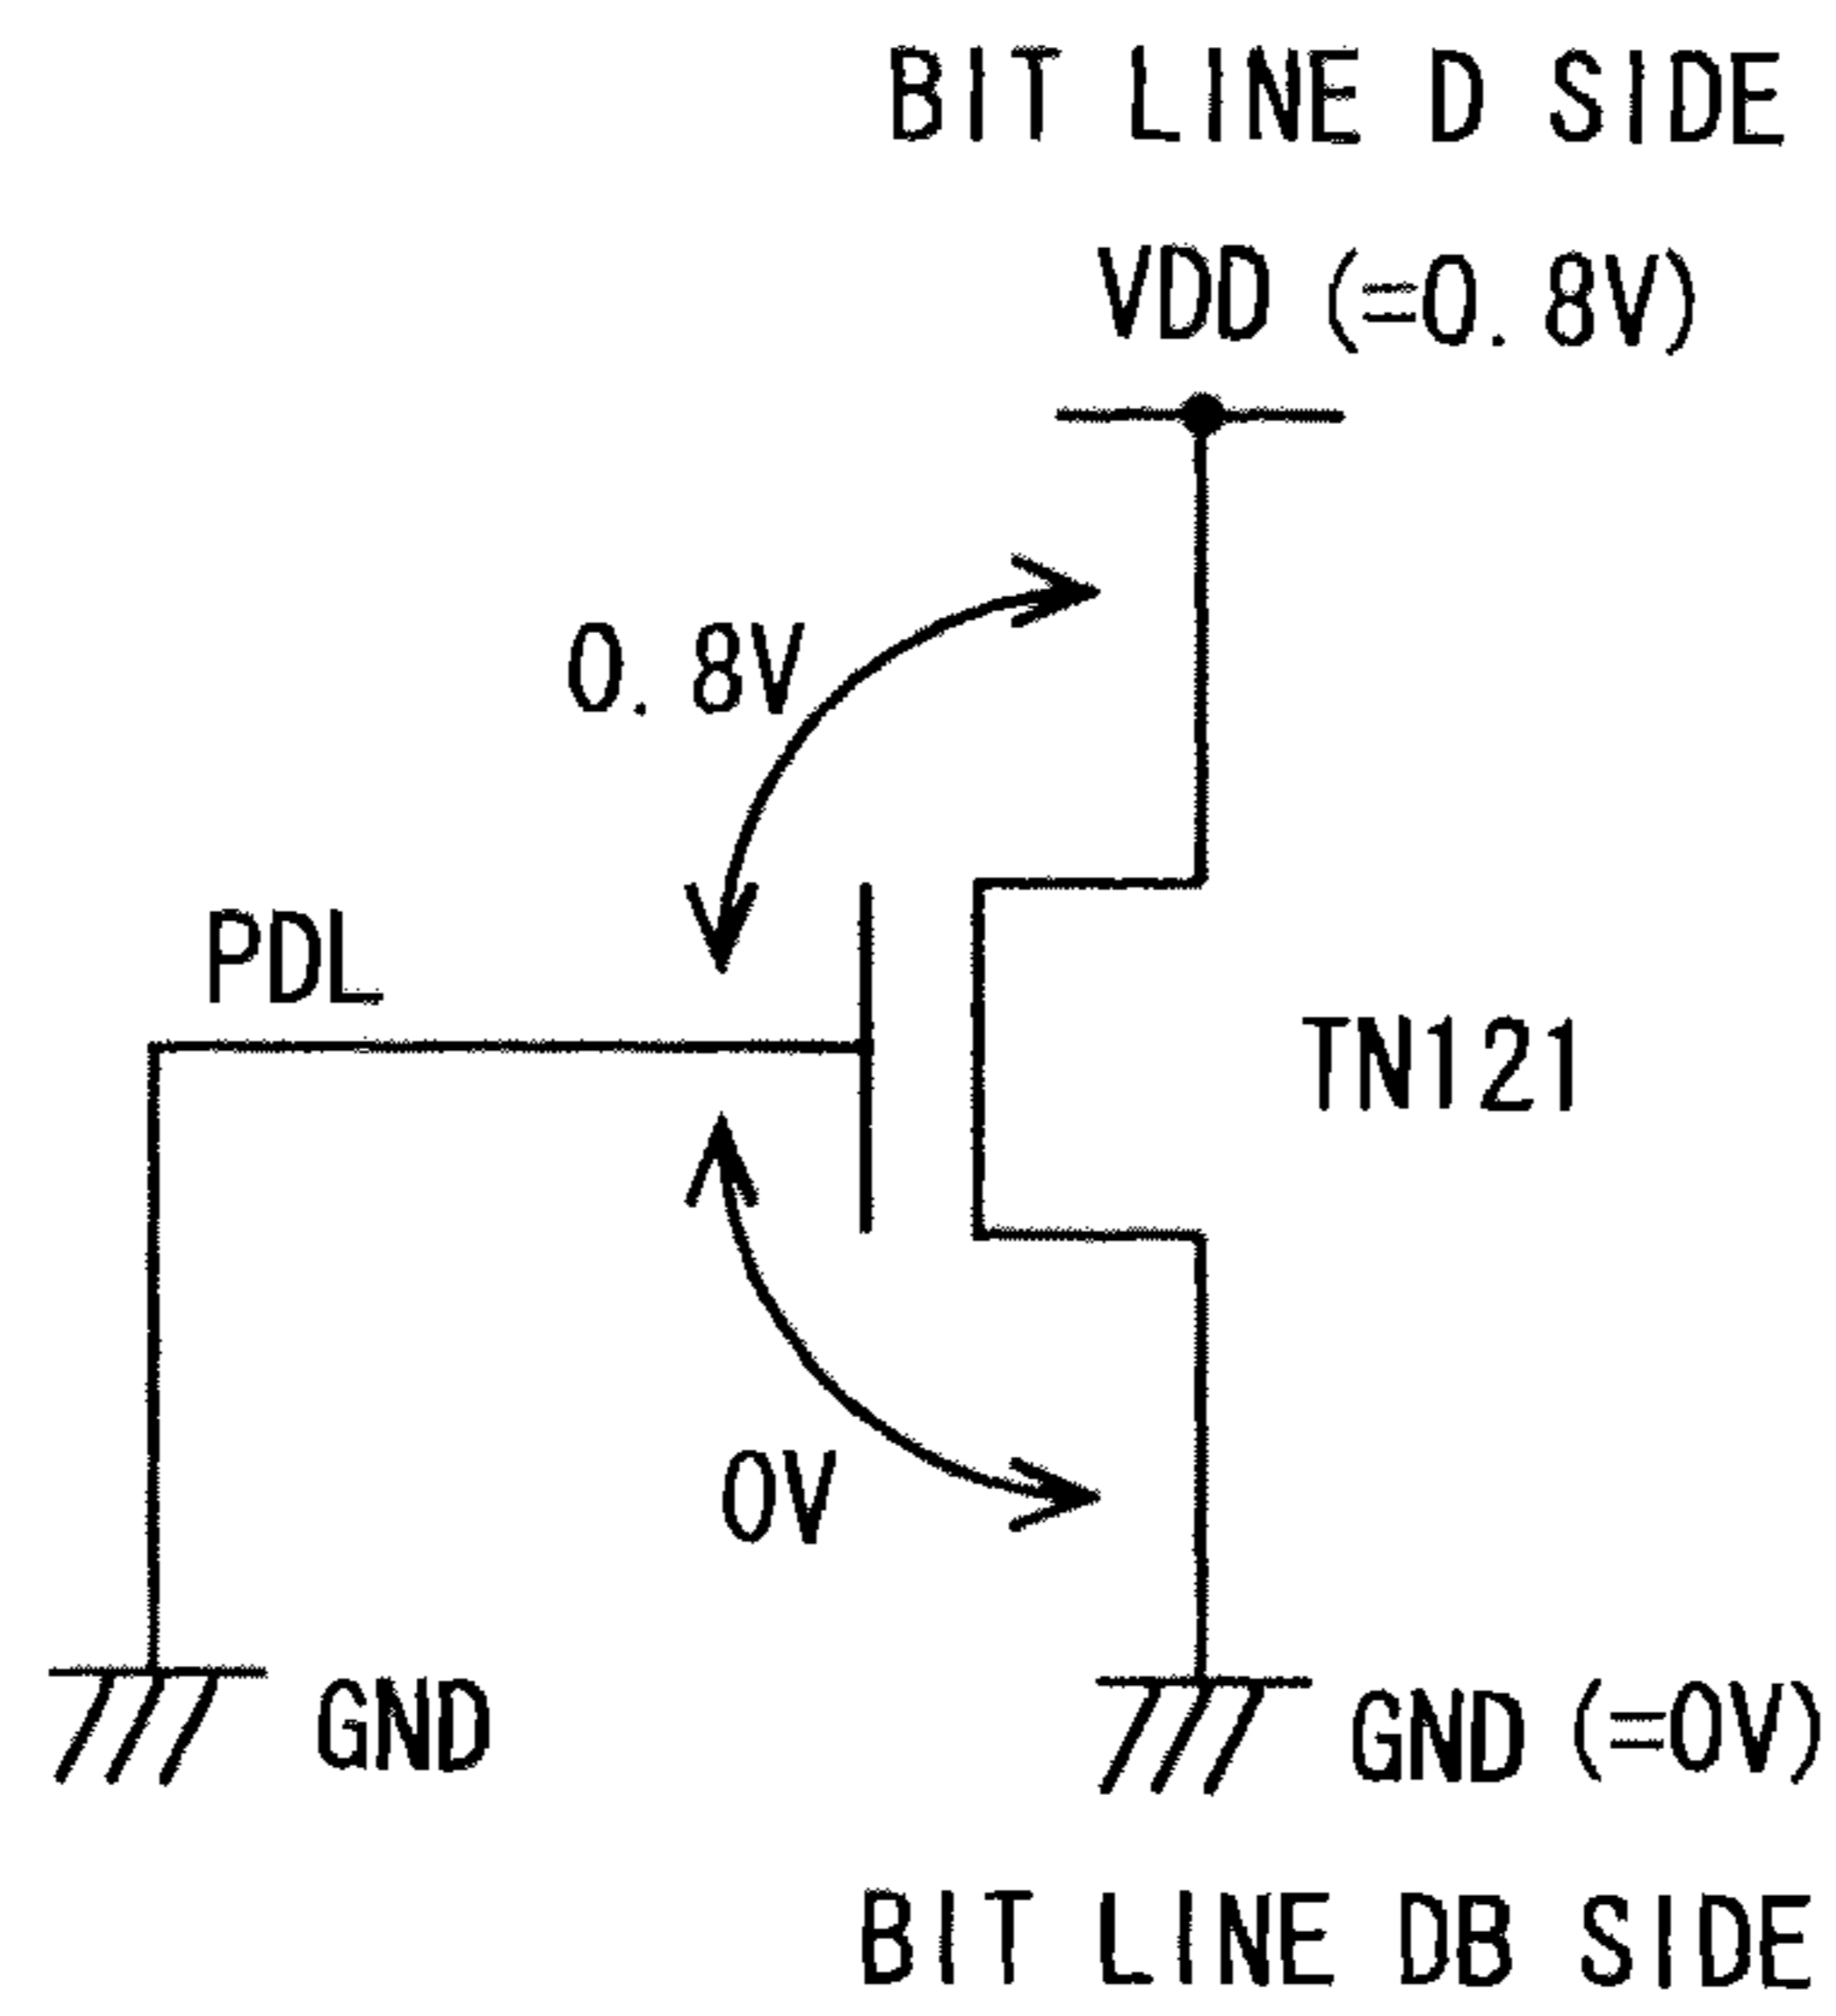 BIT LINE D SIDE
VDD (=0.8V)
0.8V
PDL
TN121
0V
GND
GND (=0V)
BIT LINE DB SIDE